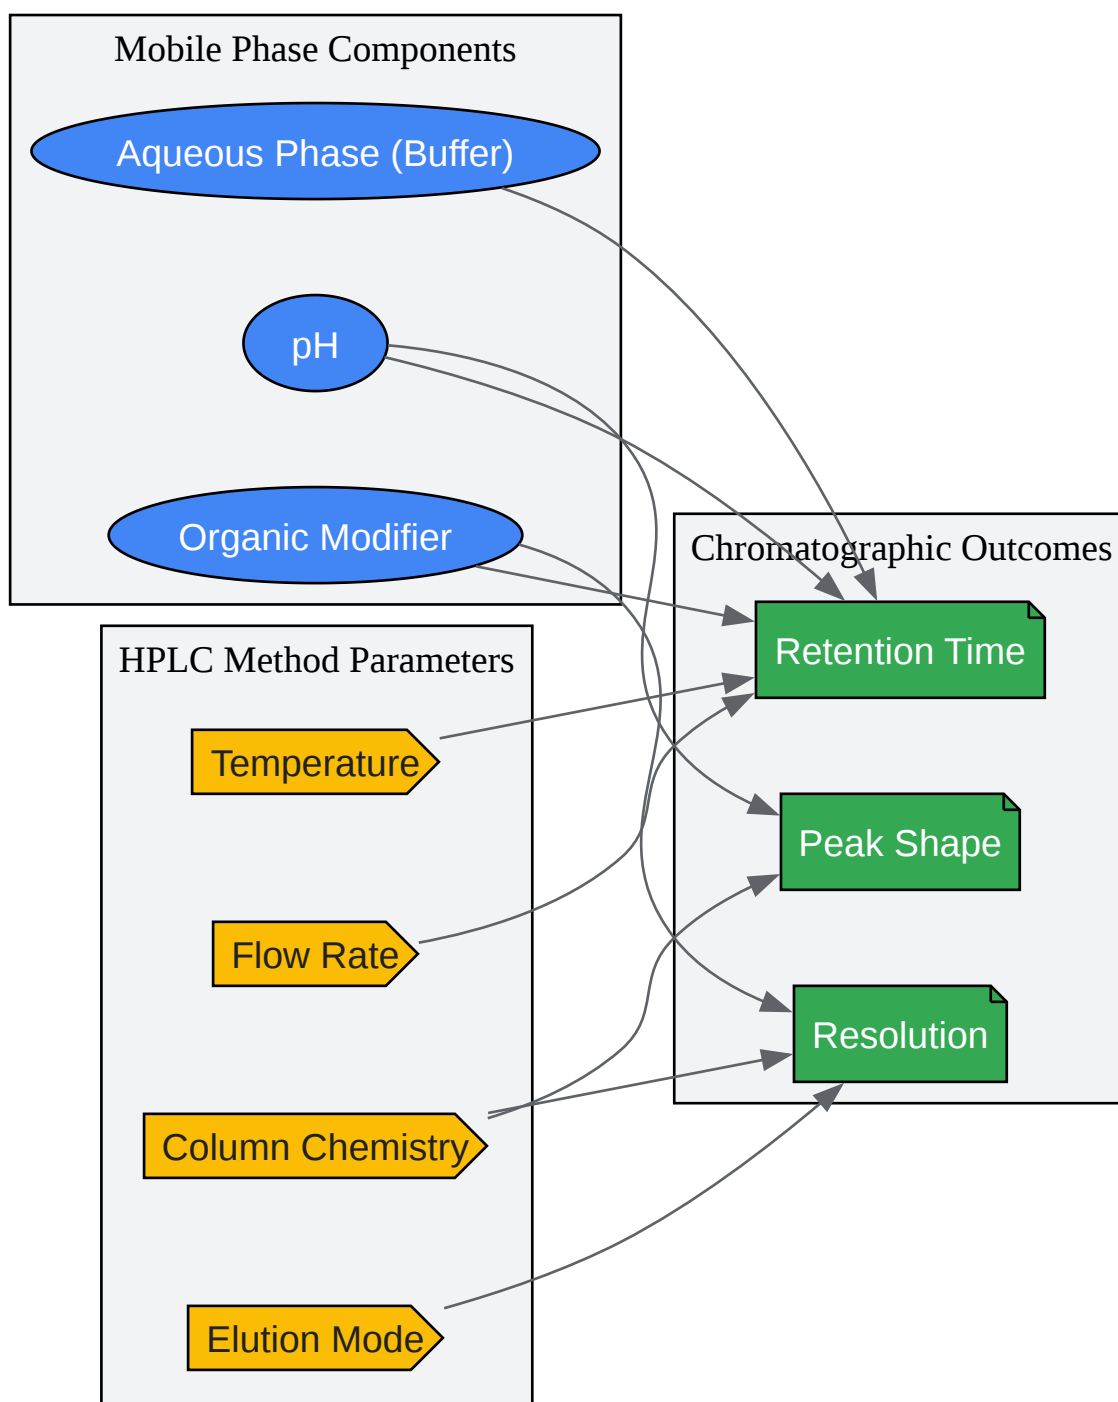 Mobile Phase Components
Aqueous Phase (Buffer)
pH
Organic Modifier
HPLC Method Parameters
Temperature
Flow Rate
Column Chemistry
Elution Mode
Chromatographic Outcomes
Retention Time
Peak Shape
Resolution